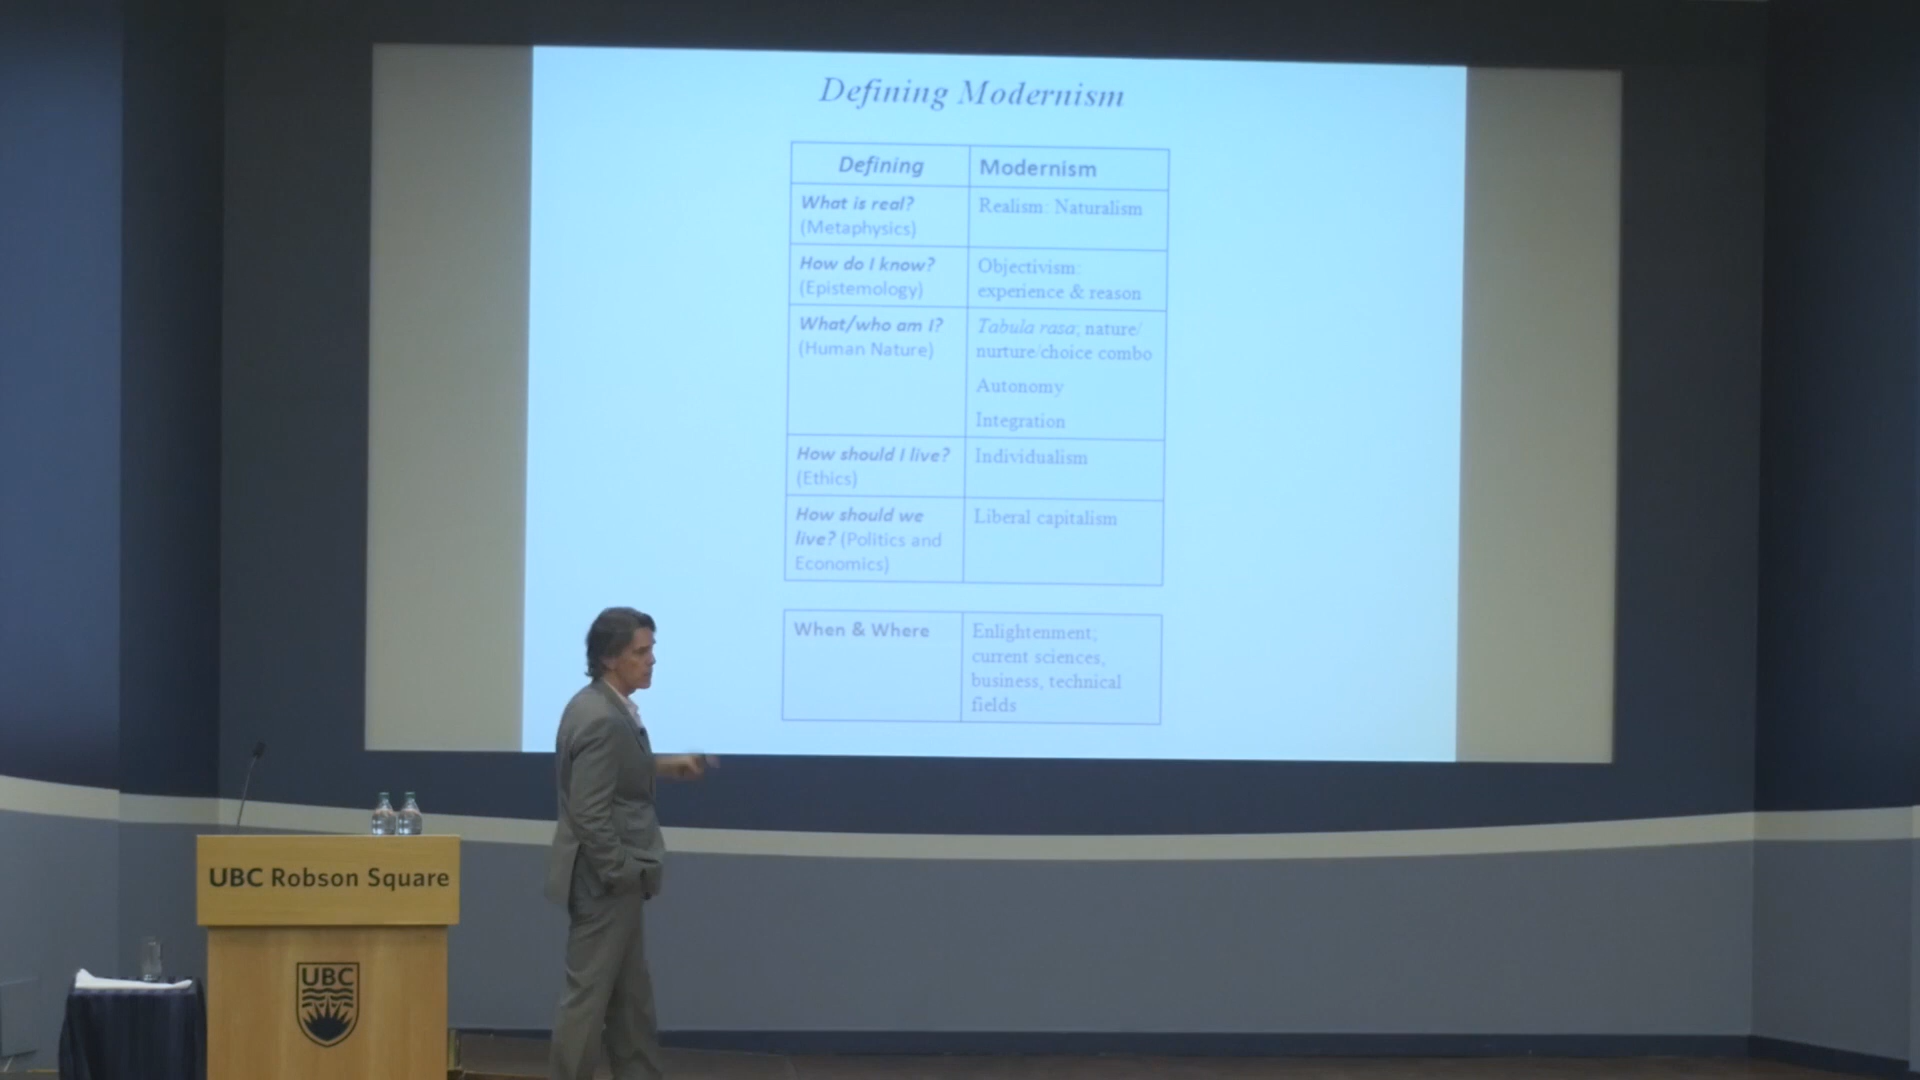 Defining Modernism
Defining
Modernism
What is real?
(Metaphysics)
Realism: Naturalism
How do I know?
(Epistemology)
Objectivism:
experience & reason
What/who am I?
(Human Nature)
Tabula rasa; nature/
nurture/choice combo
Autonomy
Integration
How should I live?
(Ethics)
Individualism
How should we
live? (Politics and
Economics)
Liberal capitalism
When & Where
Enlightenment;
current sciences,
business, technical
fields
UBC Robson Square
UBC